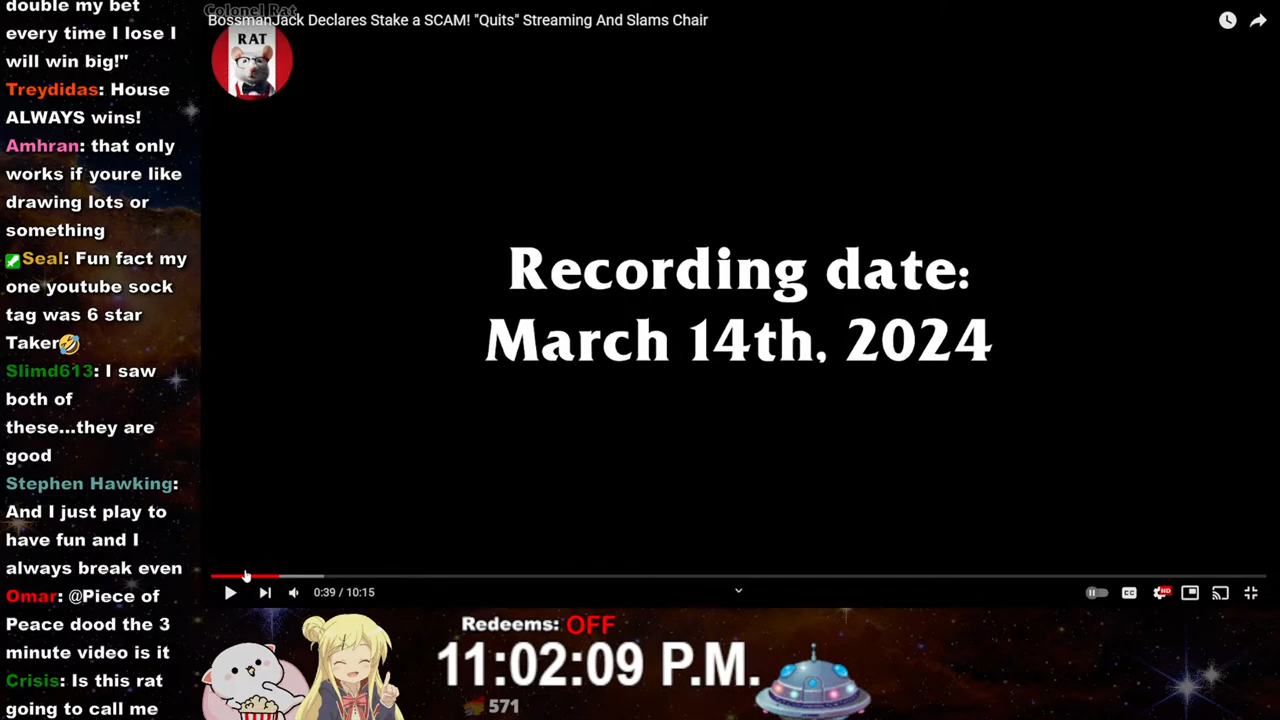 double my bet
every time I lose I
will win big!"
Treydidas: House
ALWAYS wins!
Amhran: that only
works if youre like
drawing lots or
something
Seal: Fun fact my
one youtube sock
tag was 6 star
Taker🤣
Slimd613: I saw
both of
these...they are
good
Stephen Hawking:
And I just play to
have fun and I
always break even
Omar: @Piece of
Peace dood the 3
minute video is it
Crisis: Is this rat
going to call me
Colonel Rat
BossmanJack Declares Stake a SCAM! "Quits" Streaming And Slams Chair
RAT
Recording date:
March 14th, 2024
0:39 / 10:15
CC
HD
Redeems: OFF
11:02:09 P.M.
571